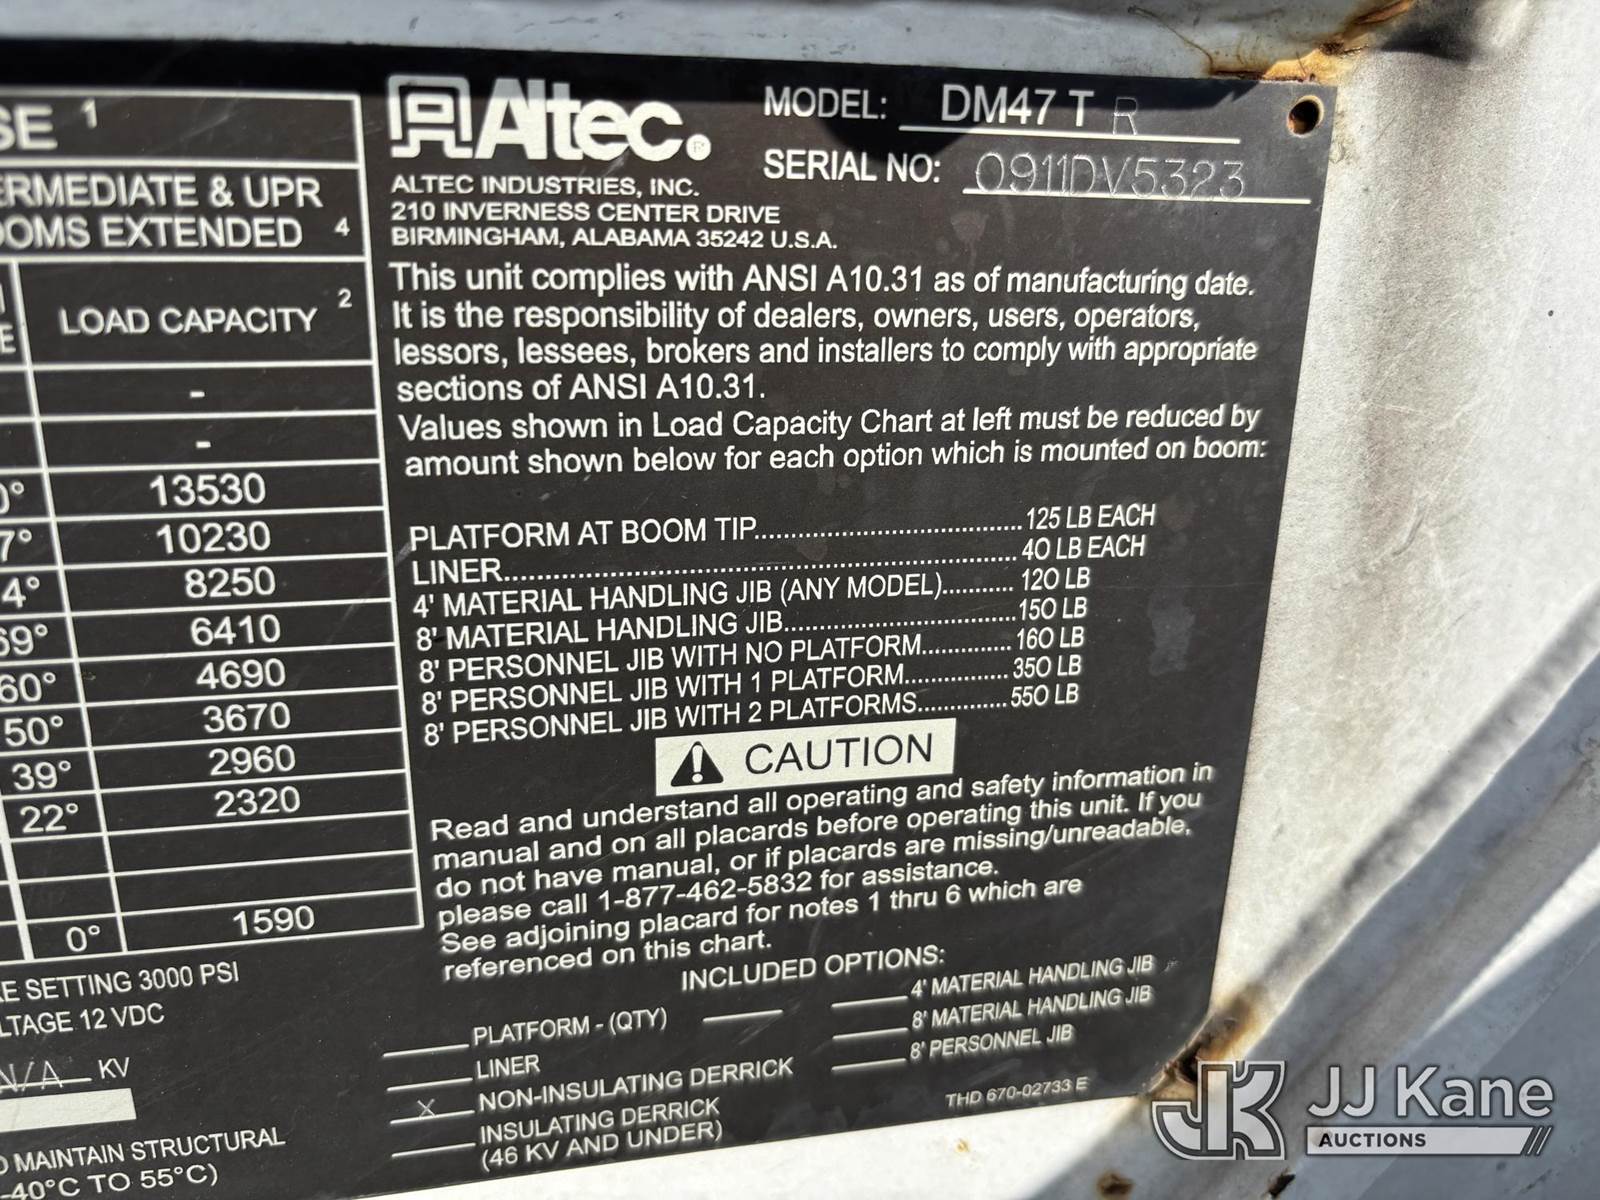 SE 1
ERMEDIATE & UPR
OOMS EXTENDED 4
LOAD CAPACITY 2
-
-
0° 13530
7° 10230
4° 8250
69° 6410
60° 4690
50° 3670
39° 2960
22° 2320
0° 1590
E SETTING 3000 PSI
LTAGE 12 VDC
N/A KV
MAINTAIN STRUCTURAL
-40°C TO 55°C)
Altec®
ALTEC INDUSTRIES, INC.
210 INVERNESS CENTER DRIVE
BIRMINGHAM, ALABAMA 35242 U.S.A.
MODEL: DM47 T R
SERIAL NO: 0911DV5323
This unit complies with ANSI A10.31 as of manufacturing date.
It is the responsibility of dealers, owners, users, operators,
lessors, lessees, brokers and installers to comply with appropriate
sections of ANSI A10.31.
Values shown in Load Capacity Chart at left must be reduced by
amount shown below for each option which is mounted on boom:
PLATFORM AT BOOM TIP.................................125 LB EACH
LINER................................................................40 LB EACH
4' MATERIAL HANDLING JIB (ANY MODEL)...........120 LB
8' MATERIAL HANDLING JIB.............................150 LB
8' PERSONNEL JIB WITH NO PLATFORM.............160 LB
8' PERSONNEL JIB WITH 1 PLATFORM...............350 LB
8' PERSONNEL JIB WITH 2 PLATFORMS.............550 LB
CAUTION
Read and understand all operating and safety information in
manual and on all placards before operating this unit. If you
do not have manual, or if placards are missing/unreadable,
please call 1-877-462-5832 for assistance.
See adjoining placard for notes 1 thru 6 which are
referenced on this chart.
INCLUDED OPTIONS:
PLATFORM - (QTY)
LINER
X NON-INSULATING DERRICK
INSULATING DERRICK
(46 KV AND UNDER)
4' MATERIAL HANDLING JIB
8' MATERIAL HANDLING JIB
8' PERSONNEL JIB
THD 670-02733 E
JK JJ Kane
AUCTIONS